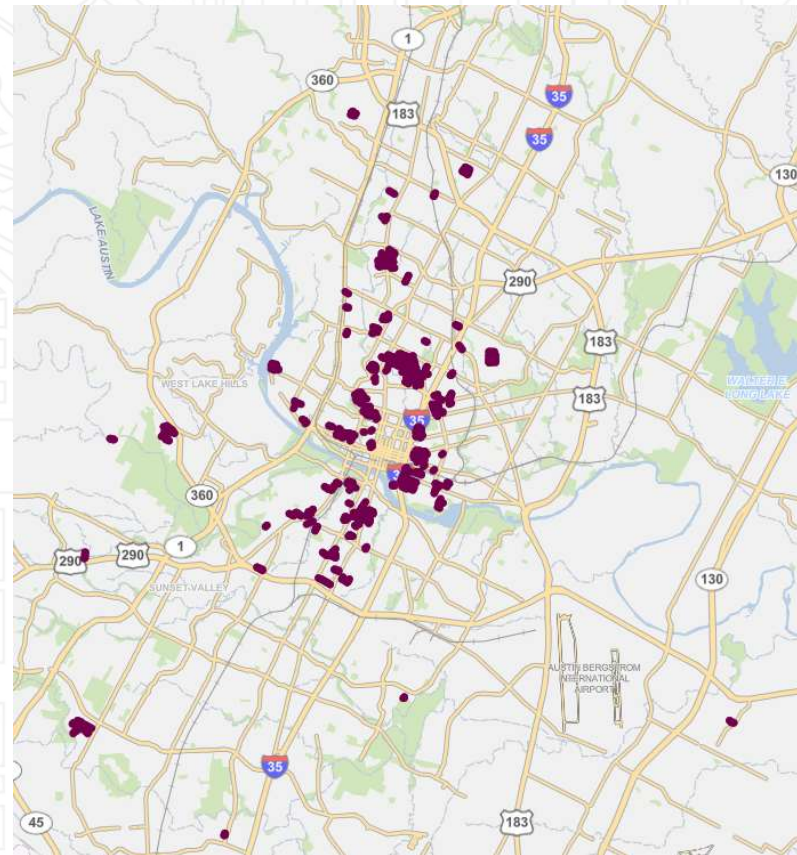 1
360
183
35
35
130
LAKE AUSTIN
290
183
WEST LAKE HILLS
WALTER E.
LONG LAKE
183
35
360
1
290
290
SUNSET VALLEY
130
AUSTIN BERGSTROM
INTERNATIONAL
AIRPORT
35
45
183